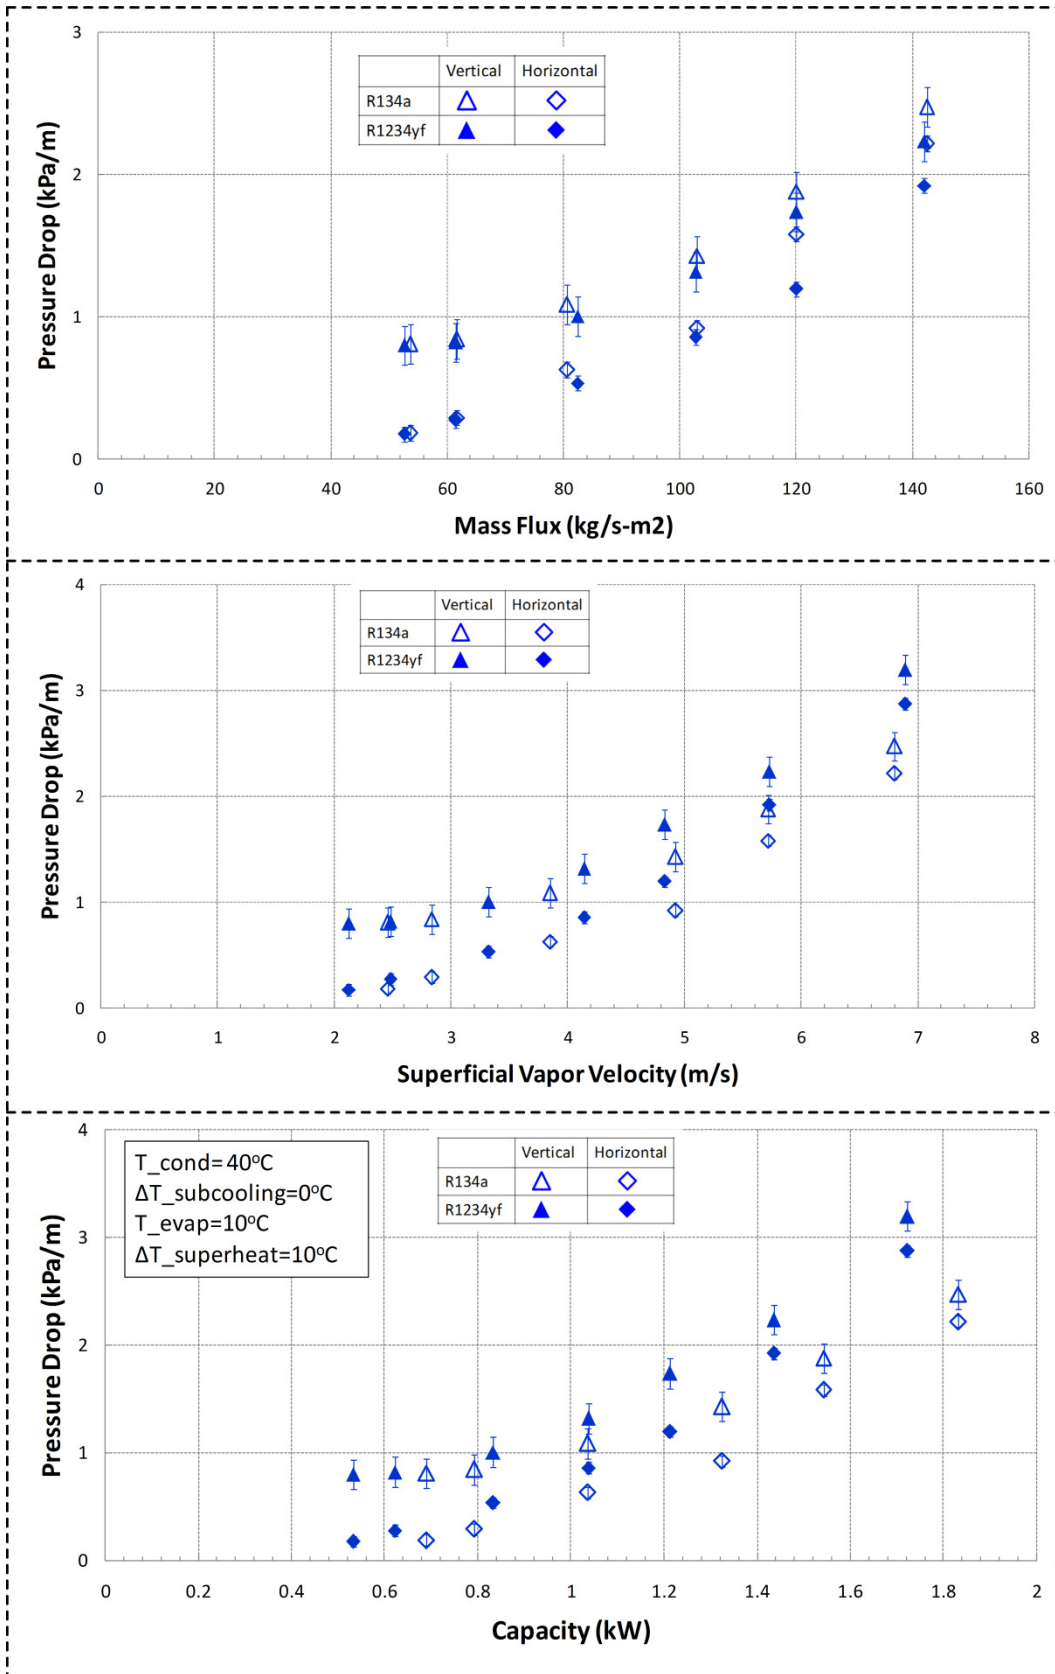 3
2
1
0
Pressure Drop (kPa/m)
Vertical Horizontal
R134a
R1234yf
0 20 40 60 80 100 120 140 160
Mass Flux (kg/s-m2)
4
3
2
1
0
Pressure Drop (kPa/m)
Vertical Horizontal
R134a
R1234yf
0 1 2 3 4 5 6 7 8
Superficial Vapor Velocity (m/s)
4
3
2
1
0
Pressure Drop (kPa/m)
T_cond=40°C
ΔT_subcooling=0°C
T_evap=10°C
ΔT_superheat=10°C
Vertical Horizontal
R134a
R1234yf
0 0.2 0.4 0.6 0.8 1 1.2 1.4 1.6 1.8 2
Capacity (kW)